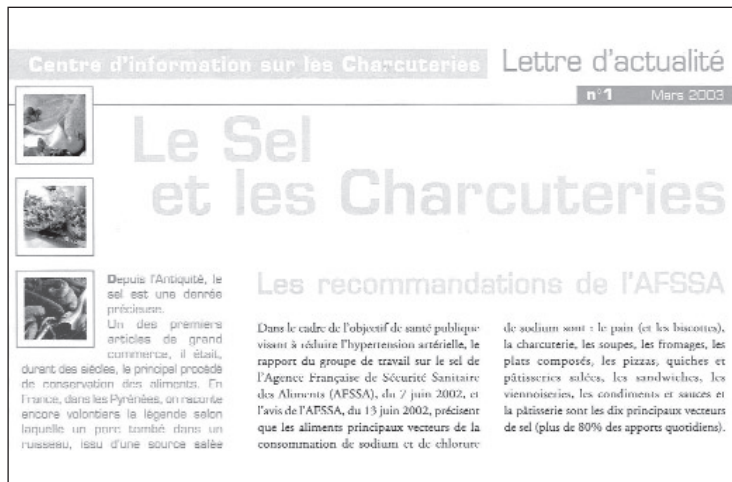 Centre d'information sur les Charcuteries
Lettre d'actualité
n°1 Mars 2003
Le Sel
et les Charcuteries
Depuis l'Antiquité, le
sel est une denrée
précieuse.
Un des premiers
articles de grand
commerce, il était,
durant des siècles, le principal procédé
de conservation des aliments. En
France, dans les Pyrénées, on raconte
encore volontiers la légende selon
laquelle un porc tombé dans un
ruisseau, issu d'une source salée
Les recommandations de l'AFSSA
Dans le cadre de l'objectif de santé publique
visant à réduire l'hypertension artérielle, le
rapport du groupe de travail sur le sel de
l'Agence Française de Sécurité Sanitaire
des Aliments (AFSSA), du 7 juin 2002, et
l'avis de l'AFSSA, du 13 juin 2002, précisent
que les aliments principaux vecteurs de la
consommation de sodium et de chlorure
de sodium sont : le pain (et les biscottes),
la charcuterie, les soupes, les fromages, les
plats composés, les pizzas, quiches et
pâtisseries salées, les sandwiches, les
viennoiseries, les condiments et sauces et
la pâtisserie sont les dix principaux vecteurs
de sel (plus de 80% des apports quotidiens).